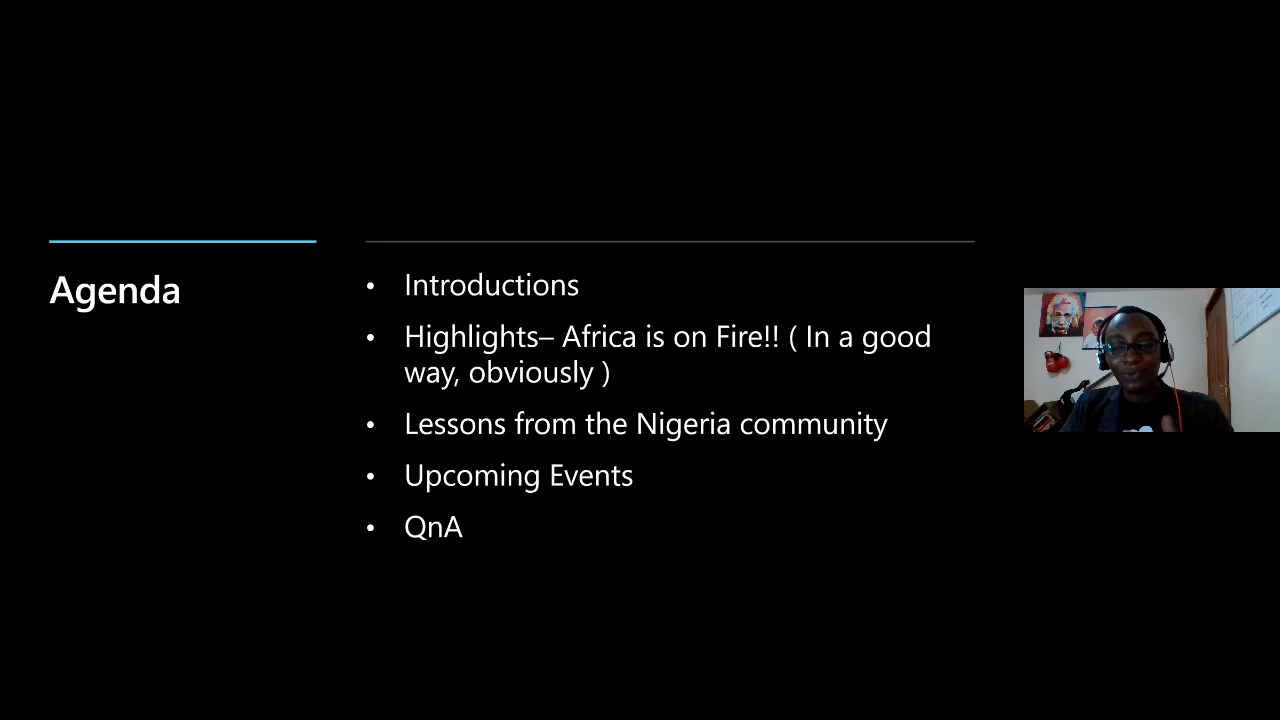 Agenda
• Introductions
• Highlights– Africa is on Fire!! ( In a good
way, obviously )
• Lessons from the Nigeria community
• Upcoming Events
• QnA